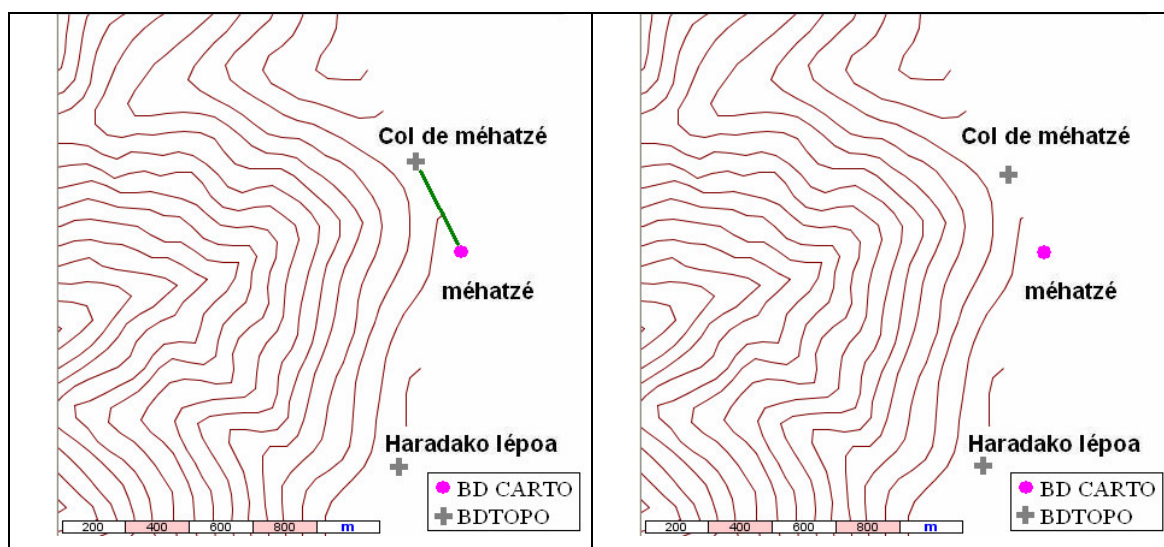 Col de méhatzé
méhatzé
Haradako lépoa
BD CARTO
BDTOPO
200 400 600 800 m
Col de méhatzé
méhatzé
Haradako lépoa
BD CARTO
BDTOPO
200 400 600 800 m